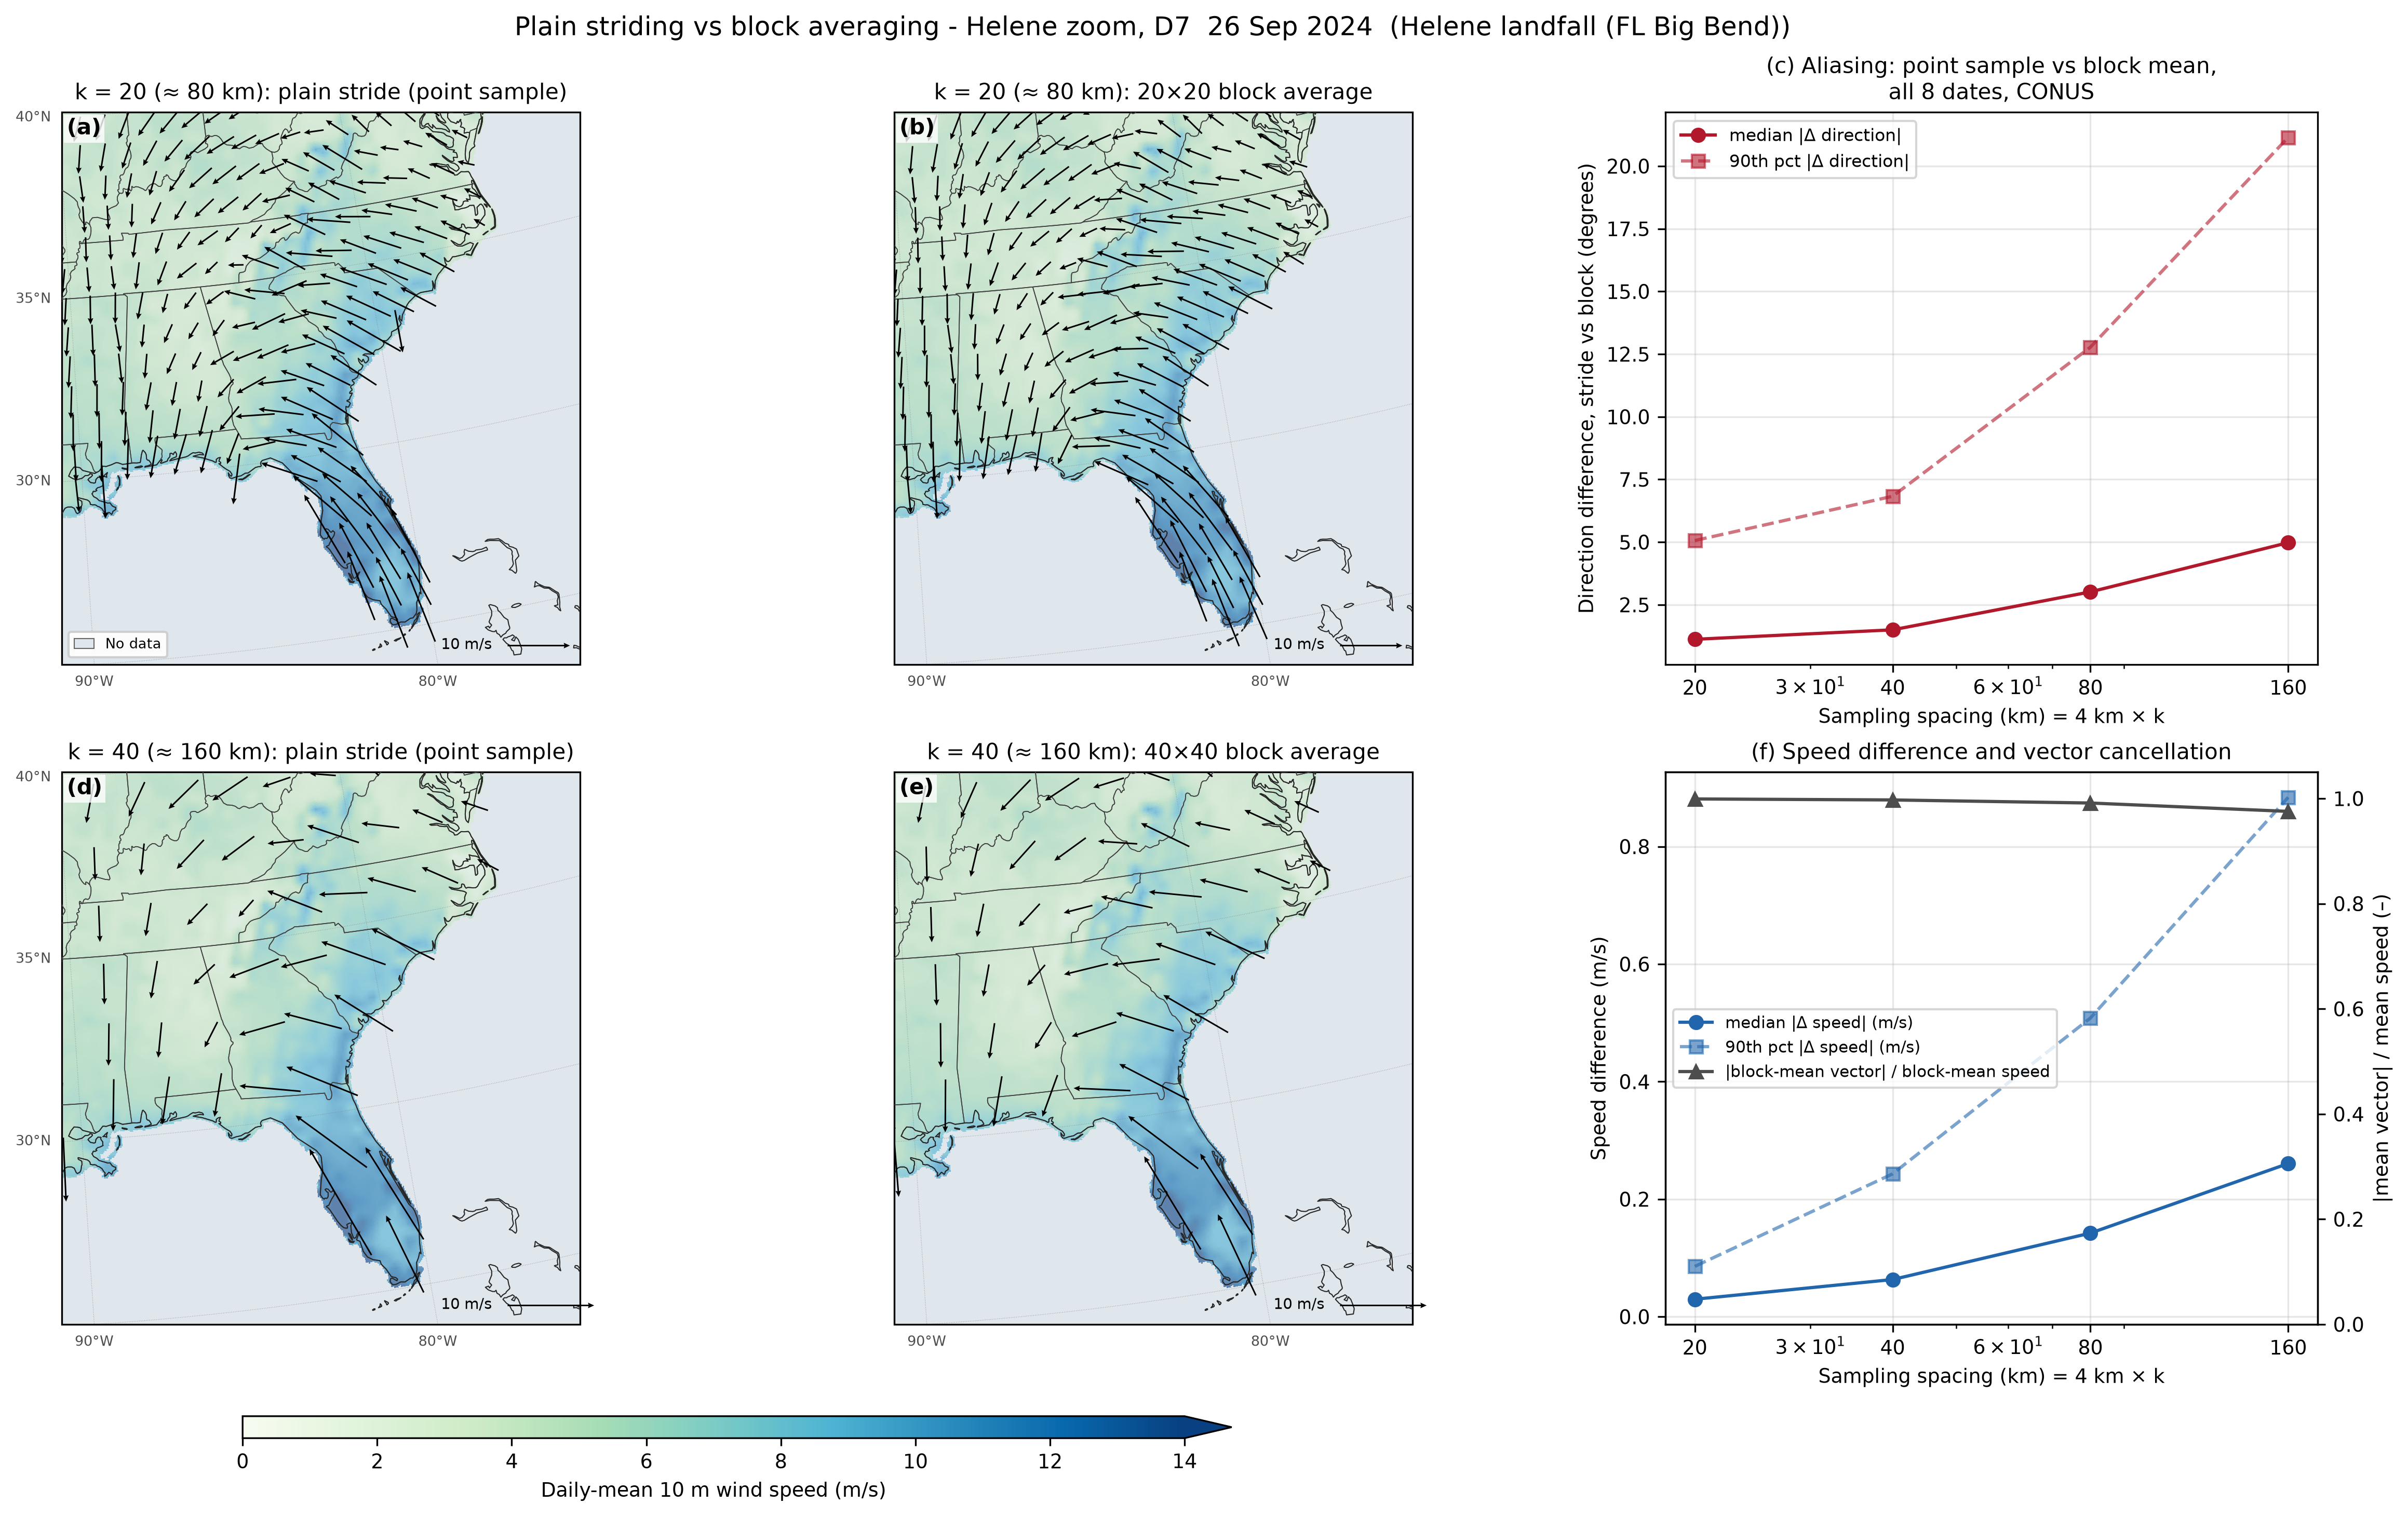 Plain striding vs block averaging - Helene zoom, D7  26 Sep 2024  (Helene landfall (FL Big Bend))
k = 20 (≈ 80 km): plain stride (point sample)
(a)
40°N
35°N
30°N
90°W
80°W
No data
10 m/s
k = 20 (≈ 80 km): 20×20 block average
(b)
10 m/s
90°W
80°W
(c) Aliasing: point sample vs block mean,
all 8 dates, CONUS
median |Δ direction|
90th pct |Δ direction|
Direction difference, stride vs block (degrees)
20.0
17.5
15.0
12.5
10.0
7.5
5.0
2.5
20
3 × 10¹
40
6 × 10¹
80
160
Sampling spacing (km) = 4 km × k
k = 40 (≈ 160 km): plain stride (point sample)
(d)
40°N
35°N
30°N
10 m/s
90°W
80°W
k = 40 (≈ 160 km): 40×40 block average
(e)
10 m/s
90°W
80°W
(f) Speed difference and vector cancellation
Speed difference (m/s)
0.8
0.6
0.4
0.2
0.0
median |Δ speed| (m/s)
90th pct |Δ speed| (m/s)
|block-mean vector| / block-mean speed
1.0
0.8
0.6
0.4
0.2
0.0
|mean vector| / mean speed (–)
20
3 × 10¹
40
6 × 10¹
80
160
Sampling spacing (km) = 4 km × k
0
2
4
6
8
10
12
14
Daily-mean 10 m wind speed (m/s)